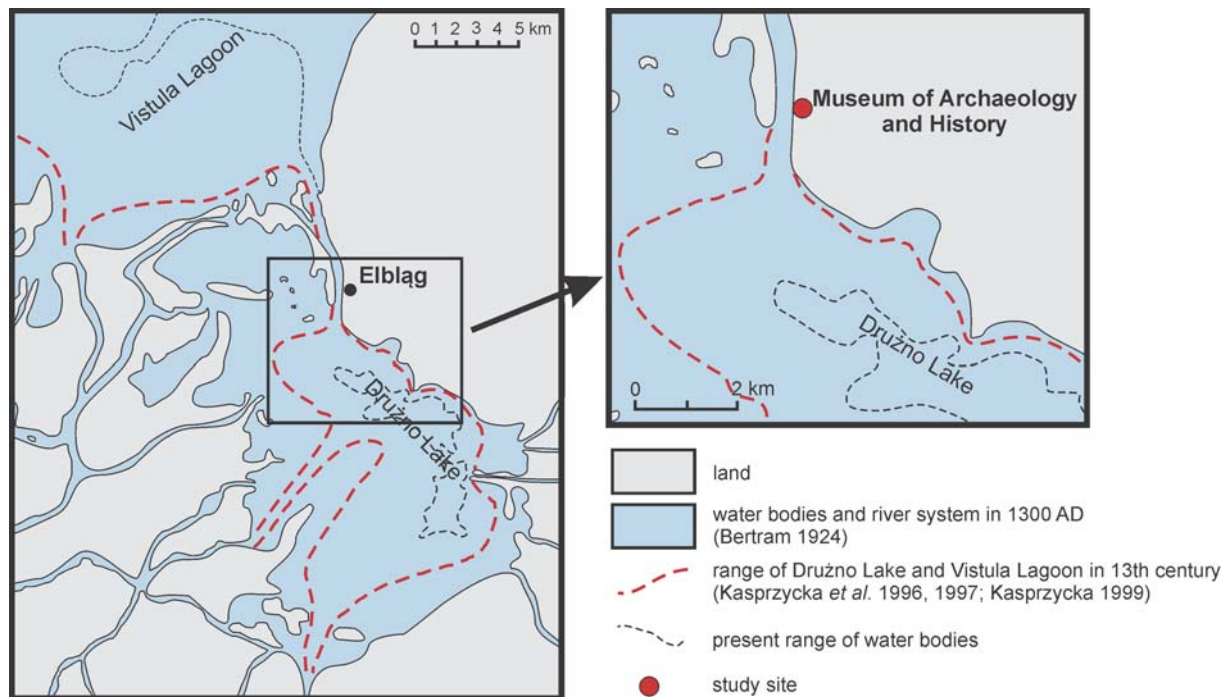 0 1 2 3 4 5 km
Vistula Lagoon
Elbląg
Drużno Lake
Museum of Archaeology
and History
Drużno Lake
0 2 km
land
water bodies and river system in 1300 AD
(Bertram 1924)
range of Drużno Lake and Vistula Lagoon in 13th century
(Kasprzycka et al. 1996, 1997; Kasprzycka 1999)
present range of water bodies
study site